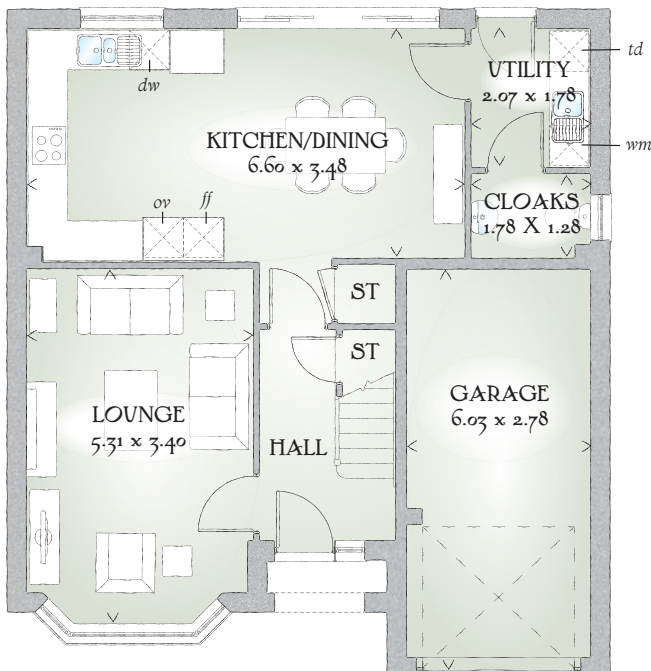 dw
UTILITY
2.07 x 1.78
td
wm
KITCHEN/DINING
6.60 x 3.48
ov
ff
CLOAKS
1.78 X 1.28
ST
ST
LOUNGE
5.31 x 3.40
HALL
GARAGE
6.03 x 2.78